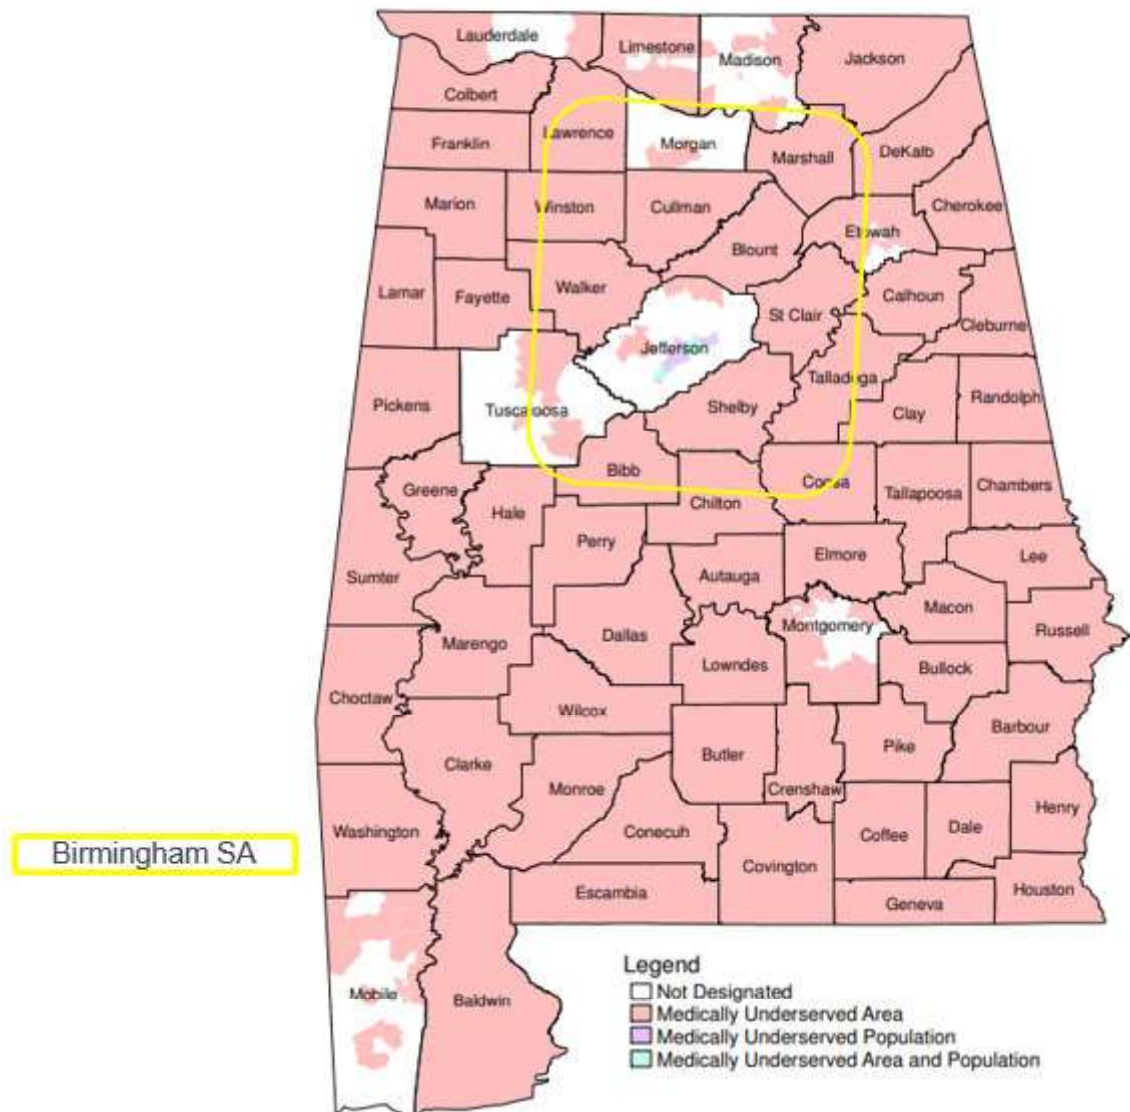 Lauderdale
Limestone
Madison
Jackson
Colbert
Lawrence
Franklin
Morgan
Marshall
DeKalb
Marion
Winston
Cullman
Cherokee
Blount
Etowah
Lamar
Fayette
Walker
St Clair
Calhoun
Cleburne
Jefferson
Talladega
Pickens
Tuscaloosa
Shelby
Clay
Randolph
Bibb
Coosa
Greene
Hale
Chilton
Tallapoosa
Chambers
Perry
Elmore
Lee
Sumter
Autauga
Macon
Marengo
Dallas
Montgomery
Russell
Lowndes
Bullock
Choctaw
Wilcox
Barbour
Clarke
Butler
Pike
Monroe
Crenshaw
Henry
Washington
Conecuh
Coffee
Dale
Birmingham SA
Covington
Escambia
Geneva
Houston
Mobile
Baldwin
Legend
Not Designated
Medically Underserved Area
Medically Underserved Population
Medically Underserved Area and Population